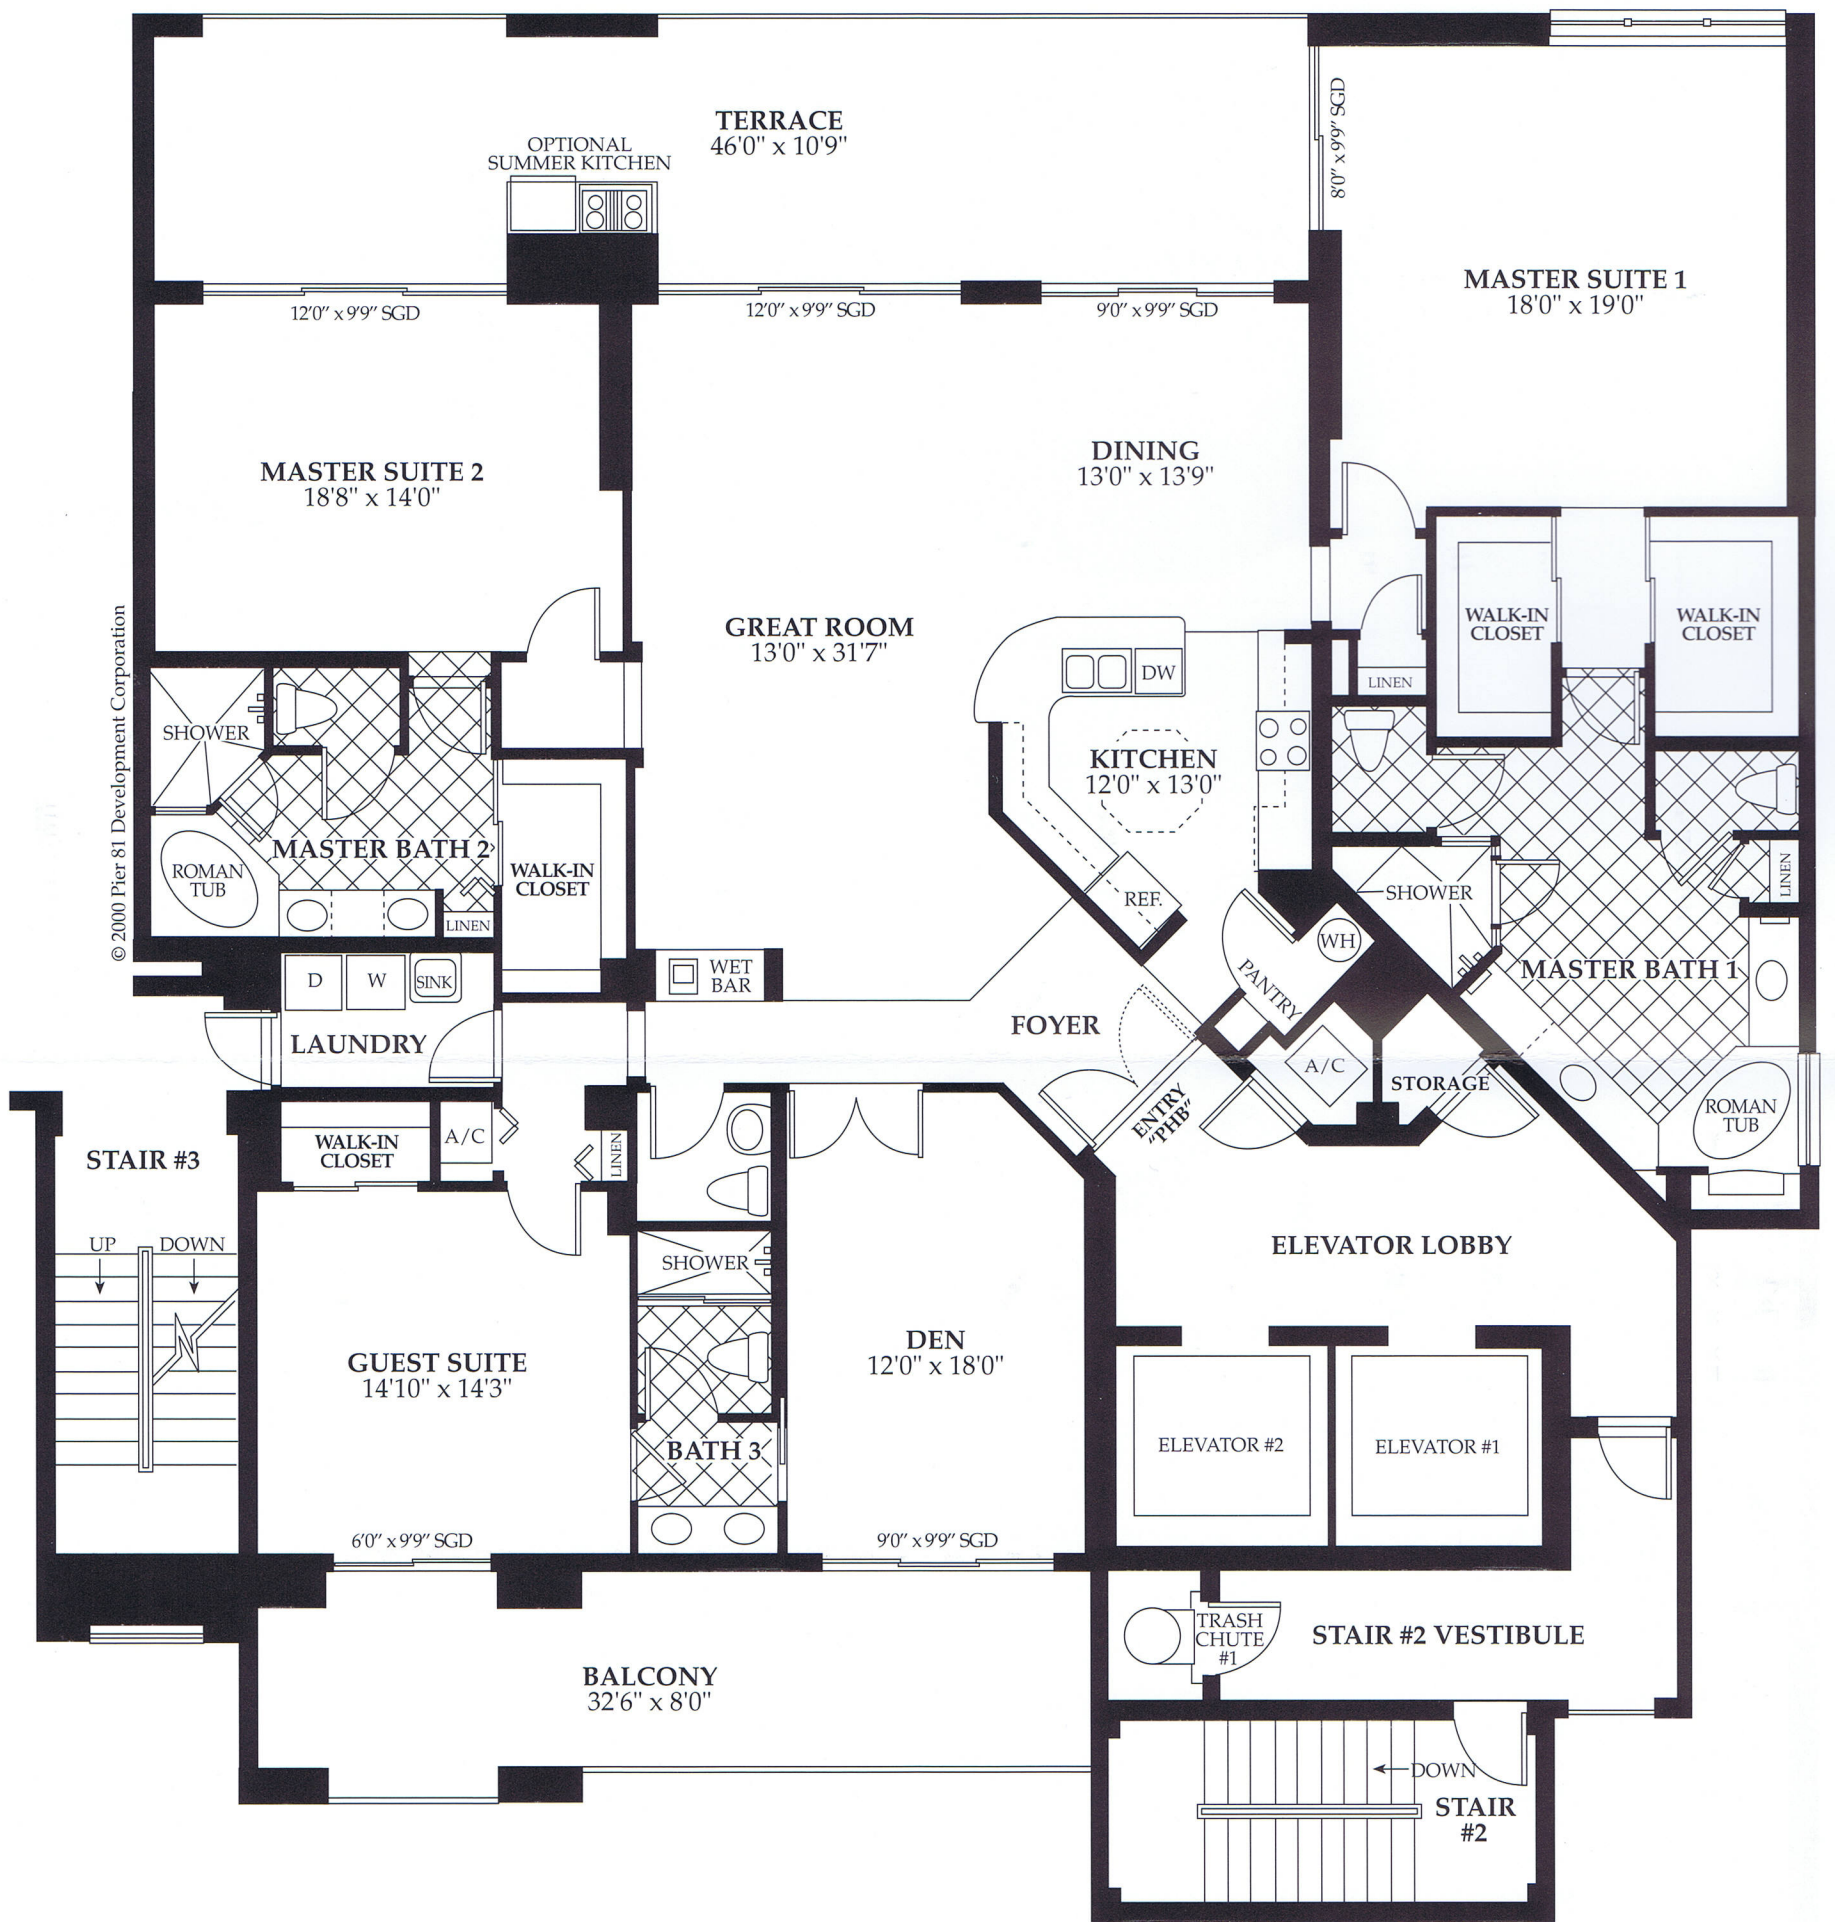 TERRACE
46'0" x 10'9"
OPTIONAL
SUMMER KITCHEN
8'0" x 9'9" SGD
MASTER SUITE 1
18'0" x 19'0"
12'0" x 9'9" SGD
12'0" x 9'9" SGD
9'0" x 9'9" SGD
MASTER SUITE 2
18'8" x 14'0"
DINING
13'0" x 13'9"
GREAT ROOM
13'0" x 31'7"
WALK-IN
CLOSET
WALK-IN
CLOSET
LINEN
DW
SHOWER
KITCHEN
12'0" x 13'0"
© 2000 Pier 81 Development Corporation
MASTER BATH 2
ROMAN
TUB
WALK-IN
CLOSET
LINEN
REF.
SHOWER
LINEN
WH
PANTRY
MASTER BATH 1
D
W
SINK
WET
BAR
LAUNDRY
FOYER
A/C
STORAGE
ROMAN
TUB
ENTRY
"PHB"
WALK-IN
CLOSET
A/C
LINEN
STAIR #3
UP
DOWN
SHOWER
ELEVATOR LOBBY
GUEST SUITE
14'10" x 14'3"
DEN
12'0" x 18'0"
BATH 3
ELEVATOR #2
ELEVATOR #1
6'0" x 9'9" SGD
9'0" x 9'9" SGD
TRASH
CHUTE
#1
STAIR #2 VESTIBULE
BALCONY
32'6" x 8'0"
DOWN
STAIR
#2